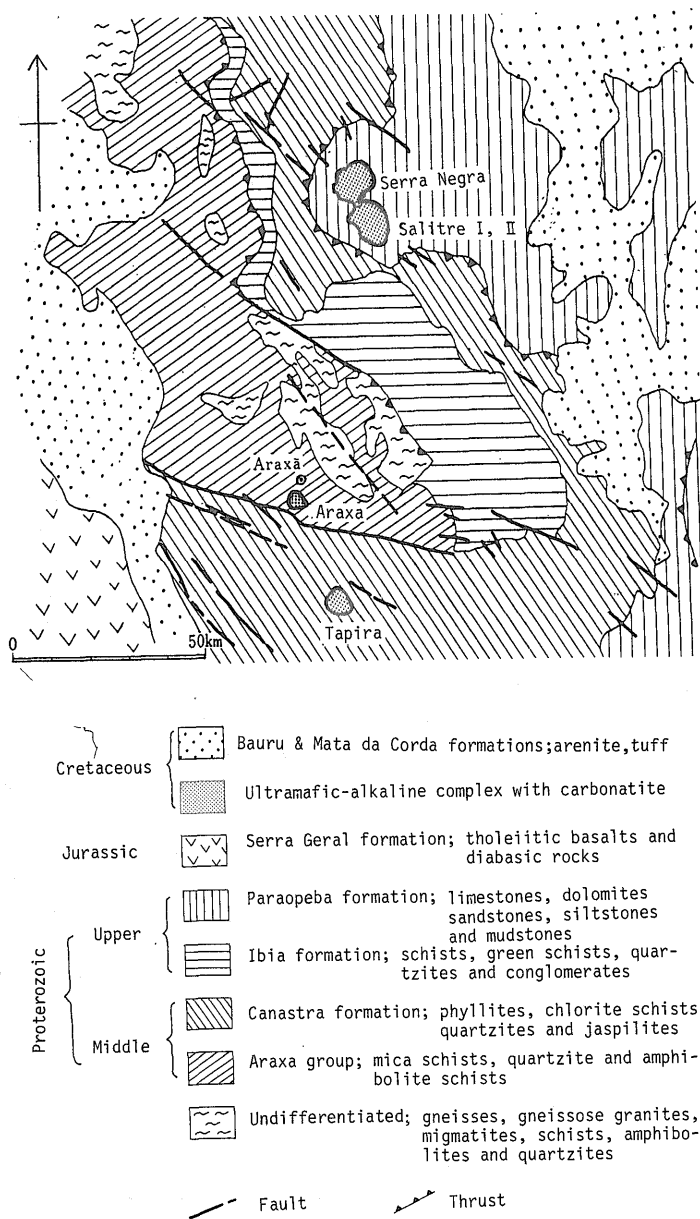 Serra Negra
Salitre I, II
Araxā
Araxa
Tapira
0 50km
Cretaceous
Bauru & Mata da Corda formations;arenite,tuff
Ultramafic-alkaline complex with carbonatite
Jurassic
Serra Geral formation; tholeiitic basalts and
diabasic rocks
Proterozoic
Upper
Paraopeba formation; limestones, dolomites
sandstones, siltstones
and mudstones
Ibia formation; schists, green schists, quar-
tzites and conglomerates
Middle
Canastra formation; phyllites, chlorite schists
quartzites and jaspilites
Araxa group; mica schists, quartzite and amphi-
bolite schists
Undifferentiated; gneisses, gneissose granites,
migmatites, schists, amphibo-
lites and quartzites
Fault
Thrust